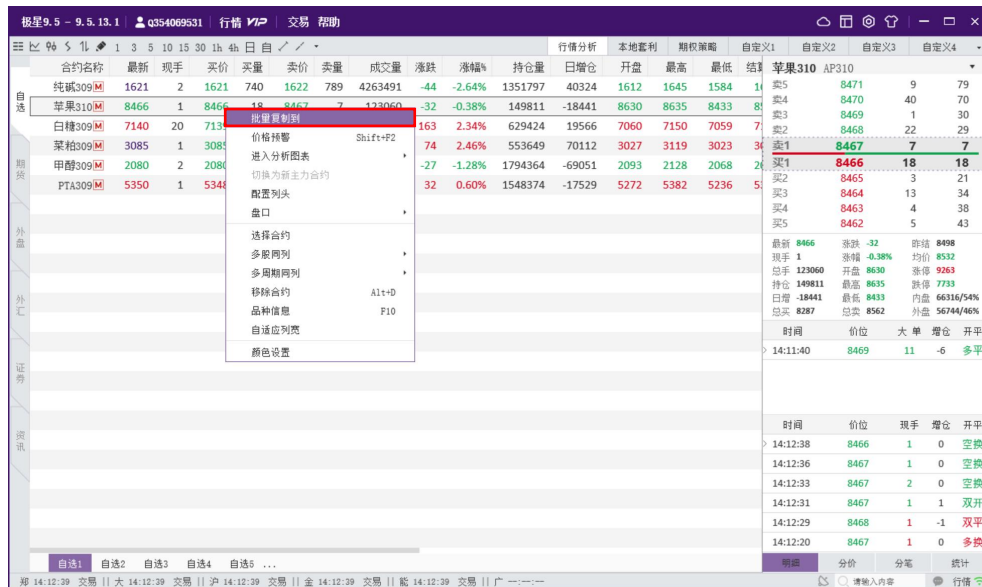 极星9.5 - 9.5.13.1 Q354069531 行情 VIP 交易 帮助
1 3 5 10 15 30 1h 4h 日 自 行情分析 本地套利 期权策略 自定义1 自定义2 自定义3 自定义4
合约名称 最新 现手 买价 买量 卖价 卖量 成交量 涨跌 涨幅% 持仓量 日增仓 开盘 最高 最低
纯碱309 M 1621 2 1621 740 1622 789 4263491 -44 -2.64% 1351797 40324 1612 1645 1584
苹果310 M 8466 1 8466 18 8467 7 123060 -32 -0.38% 149811 -18441 8630 8635 8433
白糖309 M 7140 20 163 2.34% 629424 19566 7060 7150 7059
菜粕309 M 3085 1 74 2.46% 553649 70112 3027 3119 3023
甲醇309 M 2080 2 2080 -27 -1.28% 1794364 -69051 2093 2128 2068
PTA309 M 5350 1 5348 32 0.60% 1548374 -17529 5272 5382 5236
自选
期货
外盘
外汇
证券
资讯
批量复制到
价格预警 Shift+F2
进入分析图表
切换为新主力合约
配置列头
盘口
选择合约
多股同列
多周期同列
移除合约 Alt+D
品种信息 F10
自适应列宽
颜色设置
苹果310 AP310
卖5 8471 9 79
卖4 8470 40 70
卖3 8469 1 30
卖2 8468 22 29
卖1 8467 7 7
买1 8466 18 18
买2 8465 3 21
买3 8464 13 34
买4 8463 4 38
买5 8462 5 43
最新 8466 涨跌 -32 昨结 8498
现手 1 涨幅 -0.38% 均价 8532
总手 123060 开盘 8630 涨停 9263
持仓 149811 最高 8635 跌停 7733
日增 -18441 最低 8433 内盘 66316/54%
总买 8287 总卖 8562 外盘 56744/46%
时间 价位 大单 增仓 开平
14:11:40 8469 11 -6 多平
时间 价位 现手 增仓 开平
14:12:38 8466 1 0 空换
14:12:36 8467 1 0 空换
14:12:33 8467 2 0 空换
14:12:31 8467 1 1 双开
14:12:29 8468 1 -1 双平
14:12:20 8467 1 0 多换
自选1 自选2 自选3 自选4 自选5 ... 明细 分价 分笔 统计
郑 14:12:39 交易 || 大 14:12:39 交易 || 沪 14:12:39 交易 || 金 14:12:39 交易 || 能 14:12:39 交易 || 广 --:--:-- 请输入内容 行情